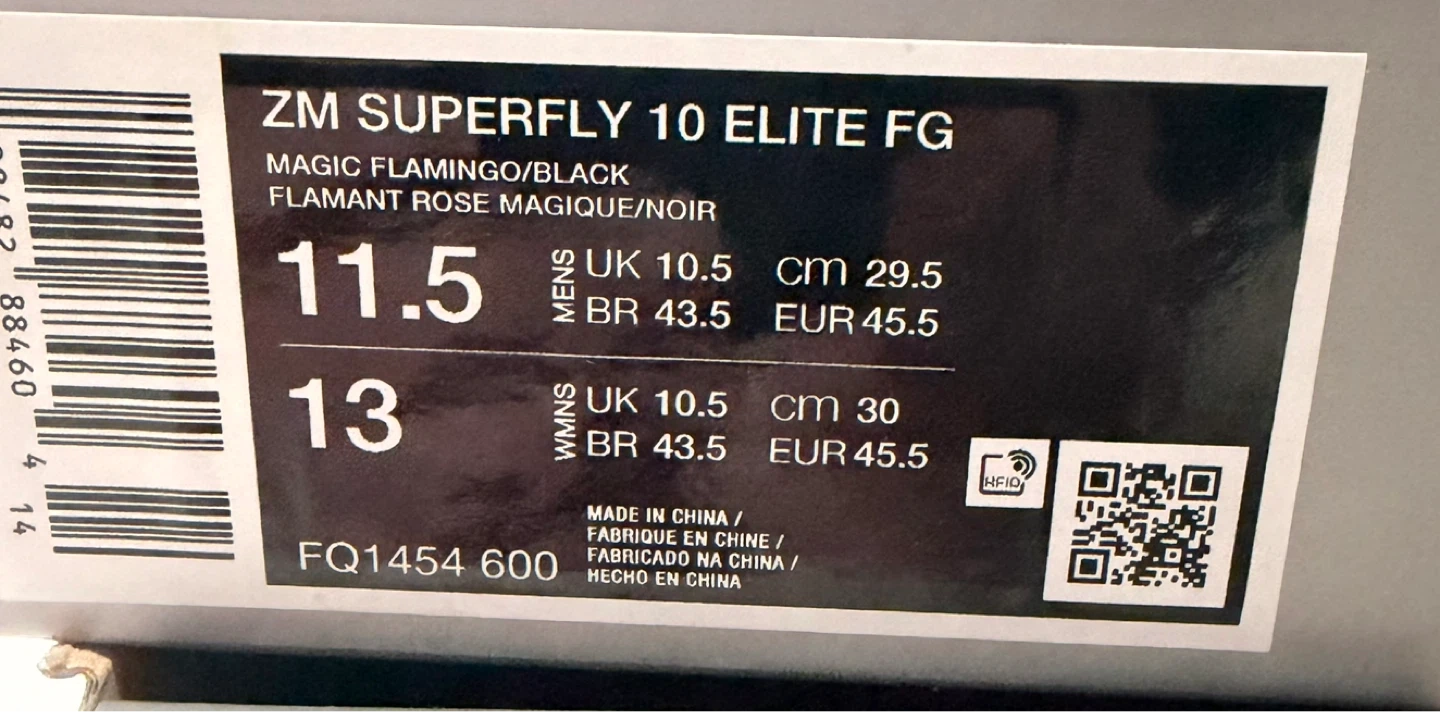 ZM SUPERFLY 10 ELITE FG
MAGIC FLAMINGO/BLACK
FLAMANT ROSE MAGIQUE/NOIR
11.5 MENS UK 10.5 cm 29.5
BR 43.5 EUR 45.5
13 WMNS UK 10.5 cm 30
BR 43.5 EUR 45.5
RFID
FQ1454 600
MADE IN CHINA /
FABRIQUE EN CHINE /
FABRICADO NA CHINA /
HECHO EN CHINA
88460 4 14